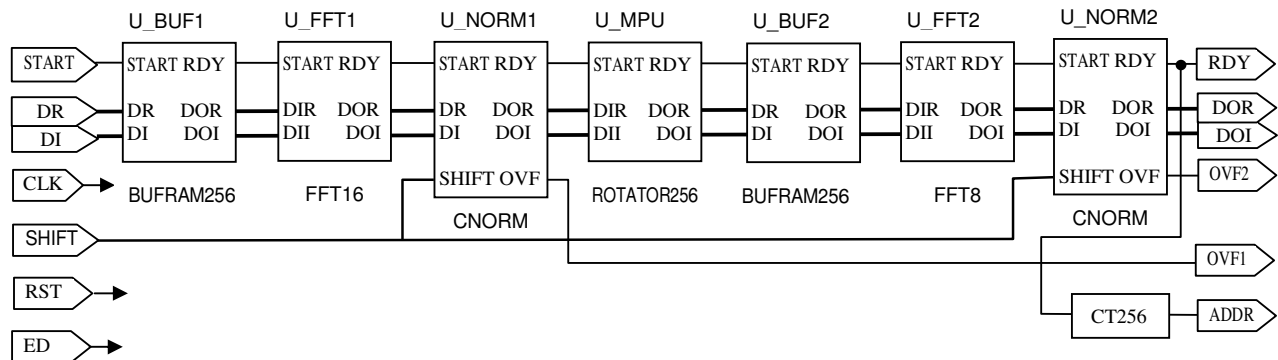 U_BUF1 U_FFT1 U_NORM1 U_MPU U_BUF2 U_FFT2 U_NORM2
START START RDY START RDY START RDY START RDY START RDY START RDY START RDY RDY
DR DR DOR DIR DOR DR DOR DIR DOR DR DOR DIR DOR DR DOR DOR
DI DI DOI DII DOI DI DOI DII DOI DI DOI DII DOI DI DOI DOI
CLK SHIFT OVF SHIFT OVF OVF2
BUFRAM256 FFT16 ROTATOR256 BUFRAM256 FFT8
CNORM CNORM
SHIFT
OVF1
RST
CT256 ADDR
ED